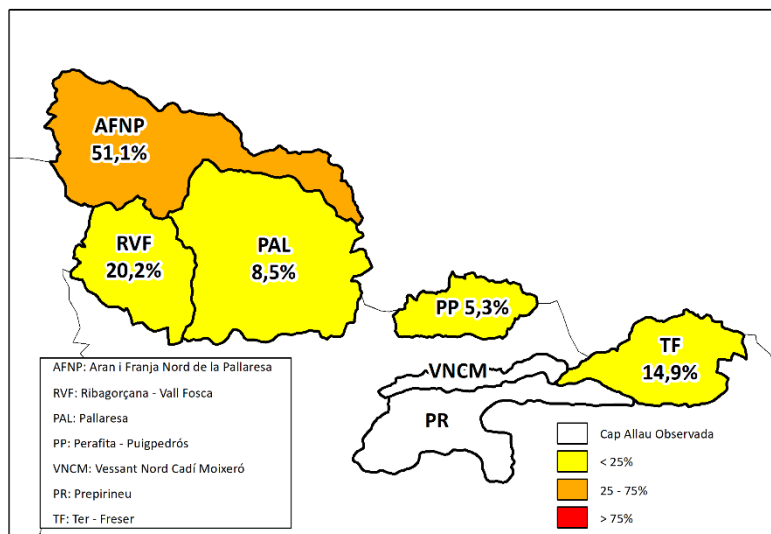 AFNP
51,1%
RVF
20,2%
PAL
8,5%
PP 5,3%
TF
14,9%
VNCM
PR
AFNP: Aran i Franja Nord de la Pallaresa
RVF: Ribagorçana - Vall Fosca
PAL: Pallaresa
PP: Perafita - Puigpedrós
VNCM: Vessant Nord Cadí Moixeró
PR: Prepirineu
TF: Ter - Freser
Cap Allau Observada
< 25%
25 - 75%
> 75%